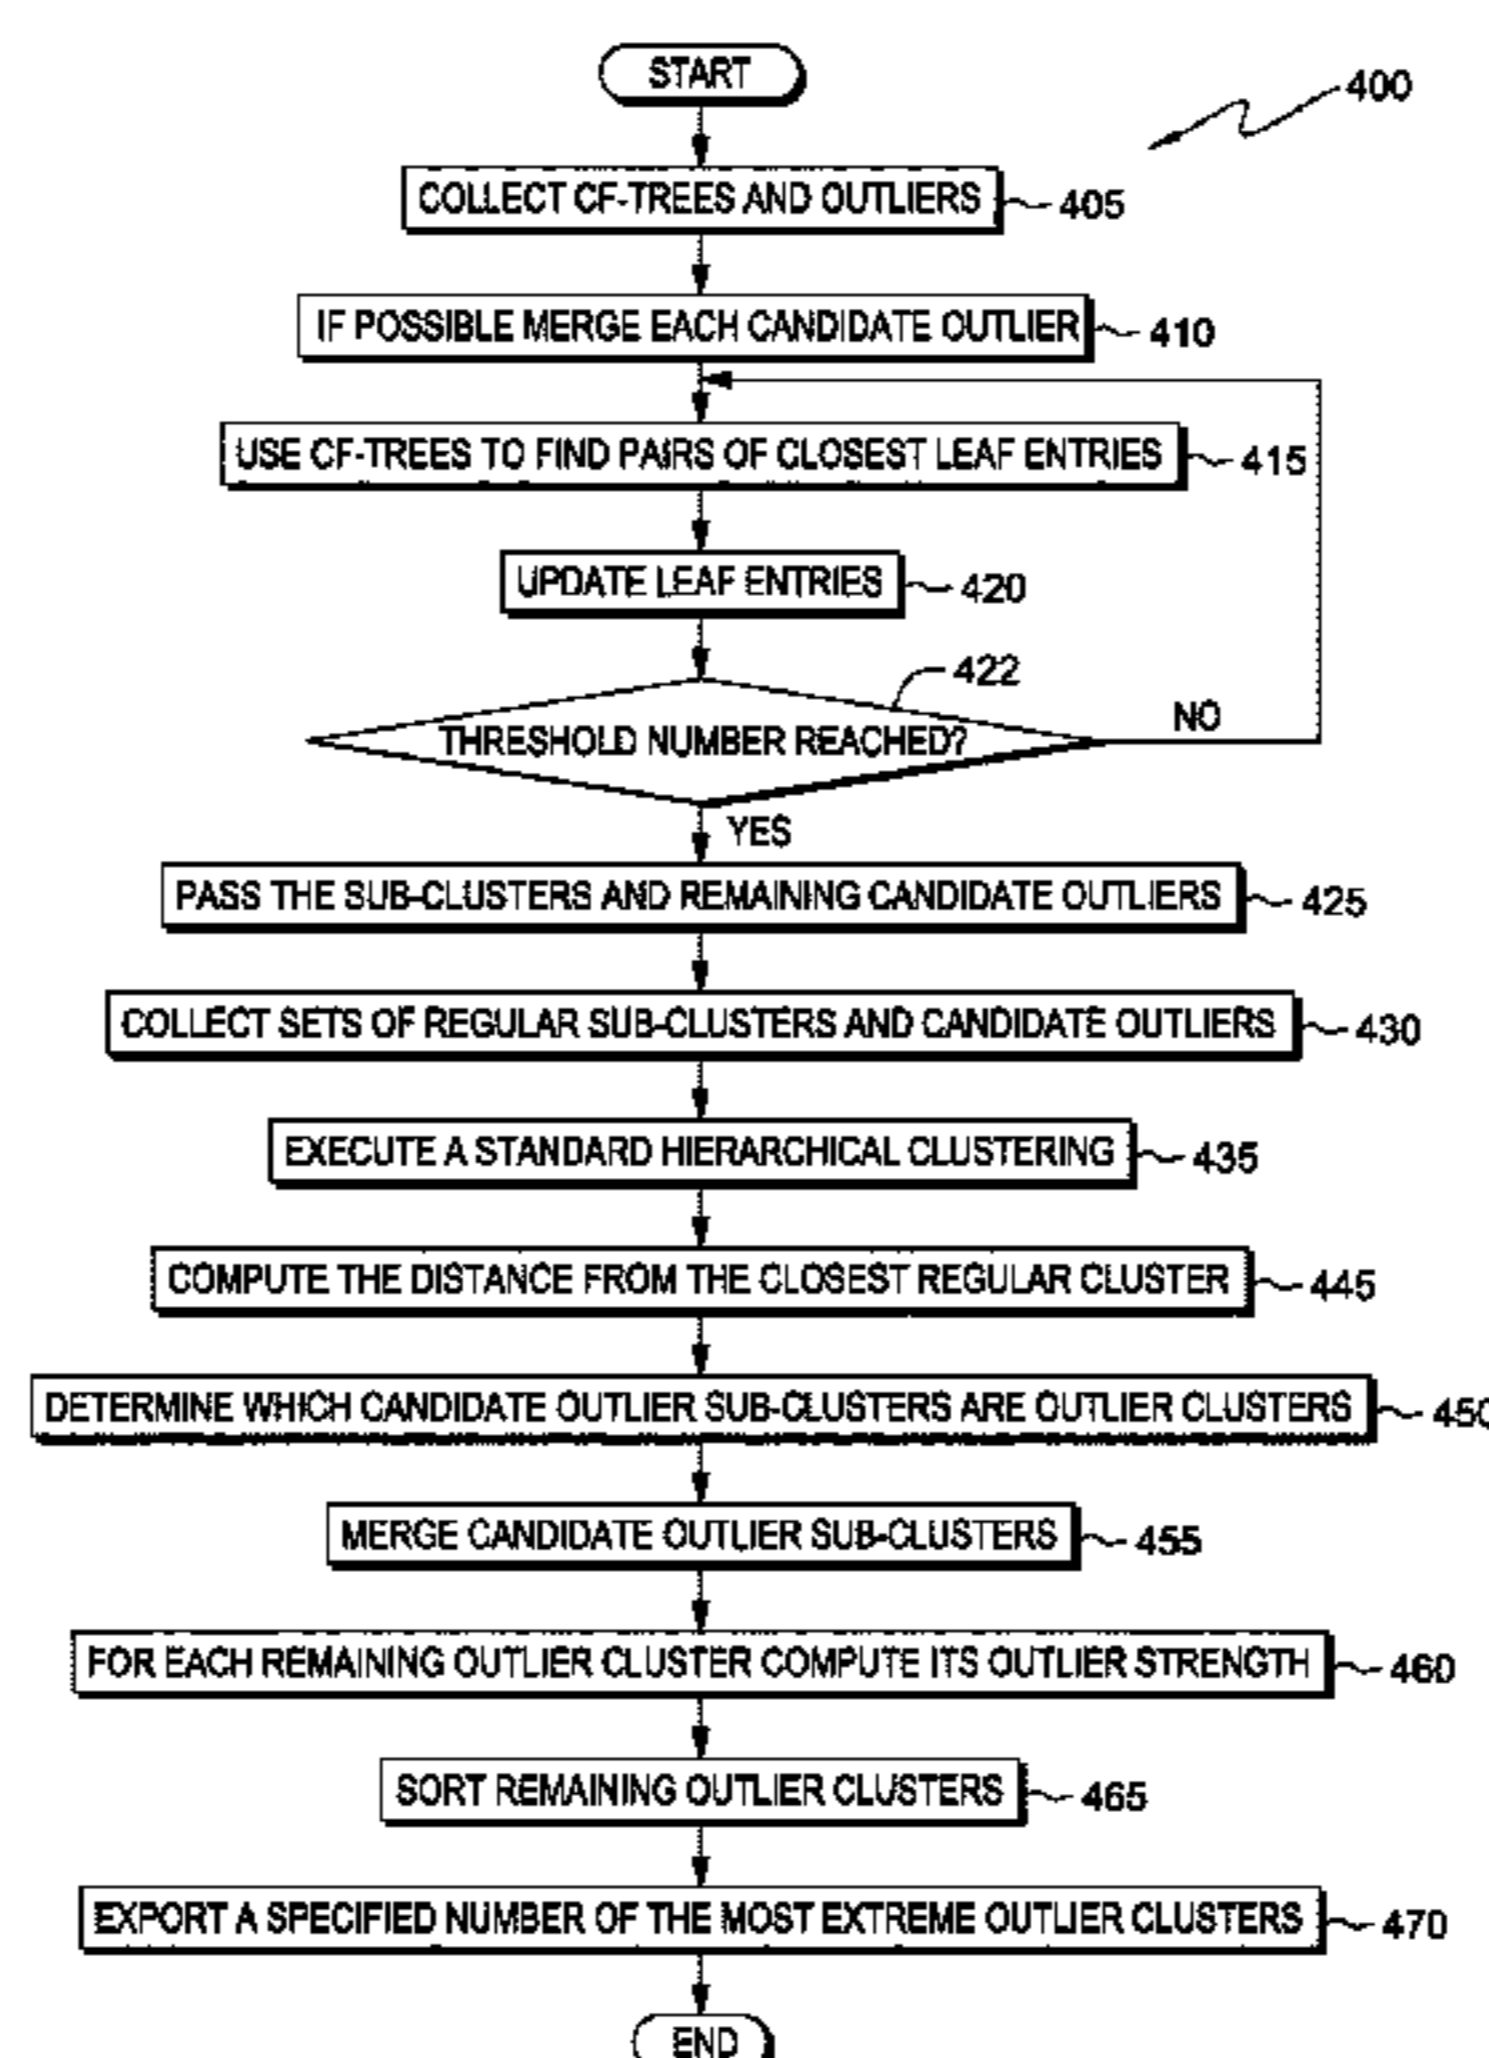 START
400
COLLECT CF-TREES AND OUTLIERS 405
IF POSSIBLE MERGE EACH CANDIDATE OUTLIER 410
USE CF-TREES TO FIND PAIRS OF CLOSEST LEAF ENTRIES 415
UPDATE LEAF ENTRIES 420
422
THRESHOLD NUMBER REACHED? NO
YES
PASS THE SUB-CLUSTERS AND REMAINING CANDIDATE OUTLIERS 425
COLLECT SETS OF REGULAR SUB-CLUSTERS AND CANDIDATE OUTLIERS 430
EXECUTE A STANDARD HIERARCHICAL CLUSTERING 435
COMPUTE THE DISTANCE FROM THE CLOSEST REGULAR CLUSTER 445
DETERMINE WHICH CANDIDATE OUTLIER SUB-CLUSTERS ARE OUTLIER CLUSTERS 450
MERGE CANDIDATE OUTLIER SUB-CLUSTERS 455
FOR EACH REMAINING OUTLIER CLUSTER COMPUTE ITS OUTLIER STRENGTH 460
SORT REMAINING OUTLIER CLUSTERS 465
EXPORT A SPECIFIED NUMBER OF THE MOST EXTREME OUTLIER CLUSTERS 470
END